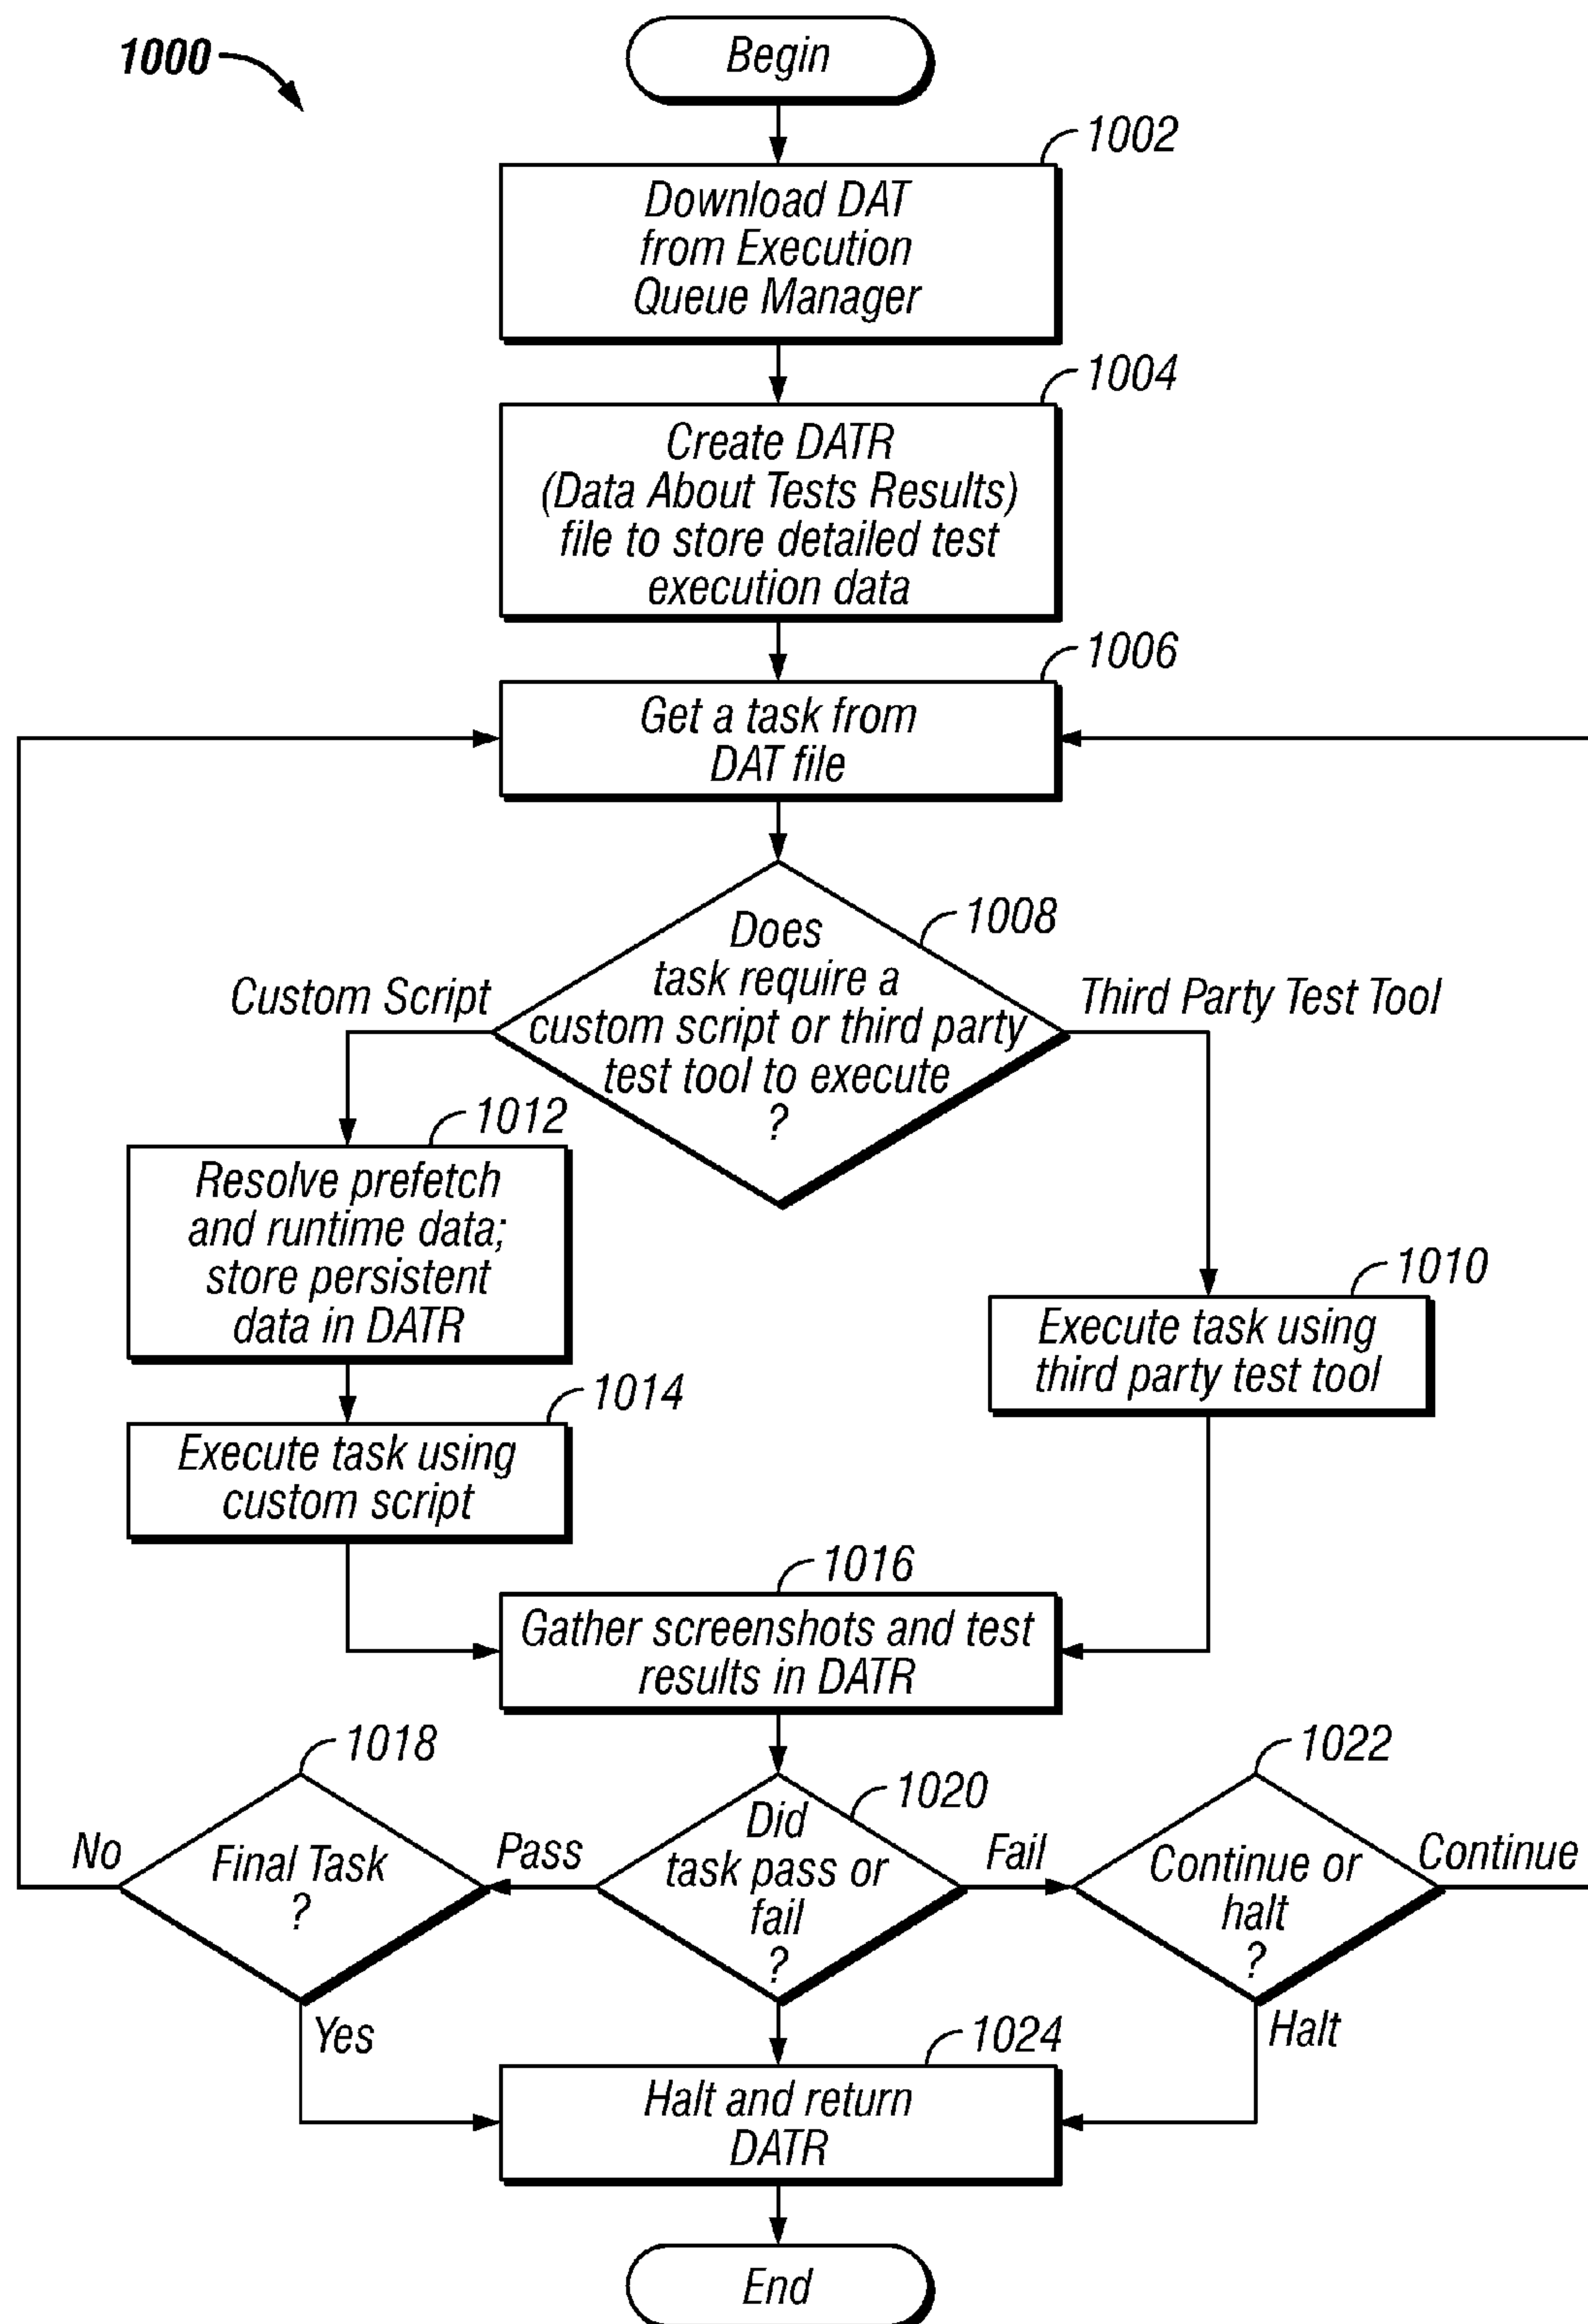 1000
Begin
1002
Download DAT
from Execution
Queue Manager
1004
Create DATR
(Data About Tests Results)
file to store detailed test
execution data
1006
Get a task from
DAT file
1008
Does
task require a
custom script or third party
test tool to execute
?
Custom Script
Third Party Test Tool
1012
Resolve prefetch
and runtime data;
store persistent
data in DATR
1010
Execute task using
third party test tool
1014
Execute task using
custom script
1016
Gather screenshots and test
results in DATR
1018
Final Task
?
No
Pass
1020
Did
task pass or
fail
?
Fail
1022
Continue or
halt
?
Continue
Yes
Halt
1024
Halt and return
DATR
End